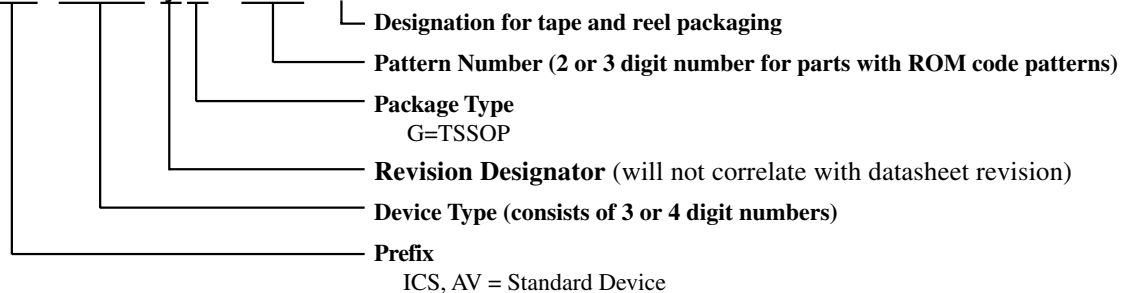 Designation for tape and reel packaging
Pattern Number (2 or 3 digit number for parts with ROM code patterns)
Package Type
G=TSSOP
Revision Designator (will not correlate with datasheet revision)
Device Type (consists of 3 or 4 digit numbers)
Prefix
ICS, AV = Standard Device